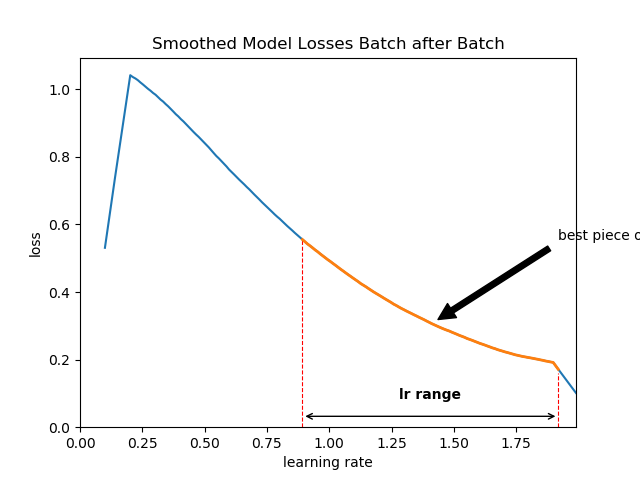 Smoothed Model Losses Batch after Batch
1.0
0.8
0.6
0.4
0.2
0.0
loss
best piece
lr range
0.00 0.25 0.50 0.75 1.00 1.25 1.50 1.75
learning rate